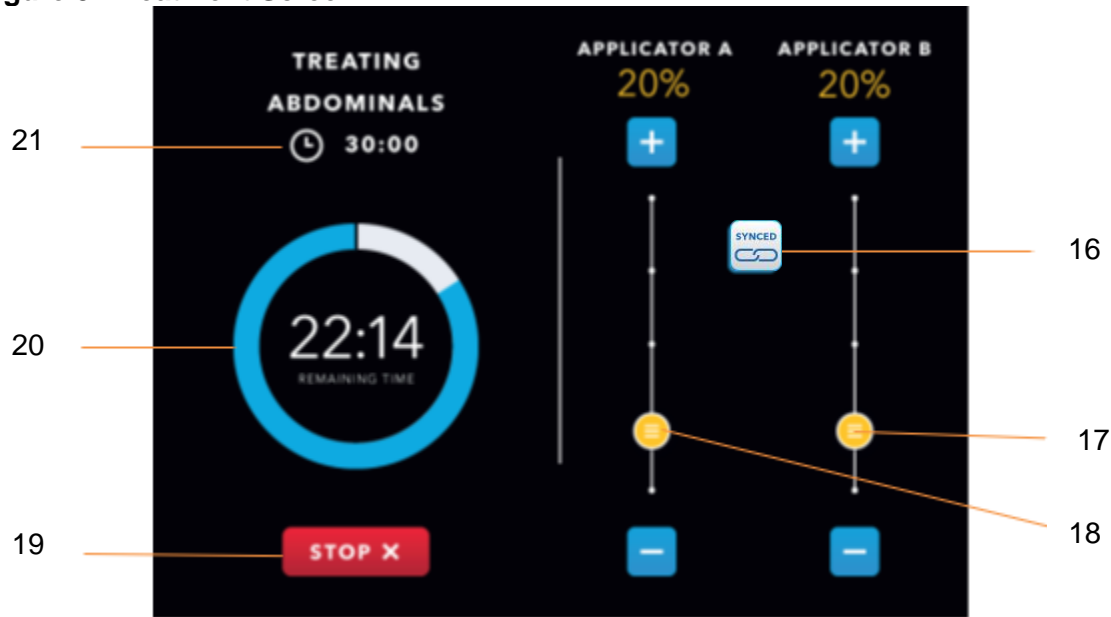 TREATING
ABDOMINALS
30:00
22:14
REMAINING TIME
STOP X
APPLICATOR A
20%
APPLICATOR B
20%
SYNCED
21
20
19
16
17
18